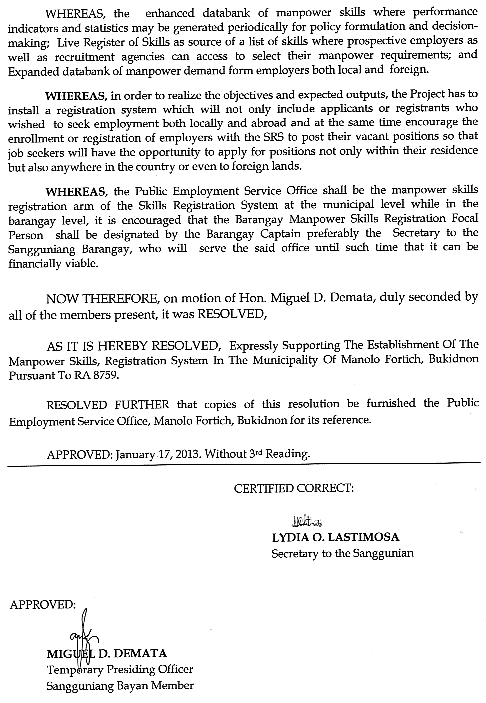 WHEREAS, the enhanced databank of manpower skills where performance
indicators and statistics may be generated periodically for policy formulation and decision-
making; Live Register of Skills as source of a list of skills where prospective employers as
well as recruitment agencies can access to select their manpower requirements; and
Expanded databank of manpower demand form employers both local and foreign.
WHEREAS, in order to realize the objectives and expected outputs, the Project has to
install a registration system which will not only include applicants or registrants who
wished to seek employment both locally and abroad and at the same time encourage the
enrollment or registration of employers with the SRS to post their vacant positions so that
job seekers will have the opportunity to apply for positions not only within their residence
but also anywhere in the country or even to foreign lands.
WHEREAS, the Public Employment Service Office shall be the manpower skills
registration arm of the Skills Registration System at the municipal level while in the
barangay level, it is encouraged that the Barangay Manpower Skills Registration Focal
Person shall be designated by the Barangay Captain preferably the Secretary to the
Sangguniang Barangay, who will serve the said office until such time that it can be
financially viable.
NOW THEREFORE, on motion of Hon. Miguel D. Demata, duly seconded by
all of the members present, it was RESOLVED,
AS IT IS HEREBY RESOLVED, Expressly Supporting The Establishment Of The
Manpower Skills, Registration System In The Municipality Of Manolo Fortich, Bukidnon
Pursuant To RA 8759.
RESOLVED FURTHER that copies of this resolution be furnished the Public
Employment Service Office, Manolo Fortich, Bukidnon for its reference.
APPROVED: January 17, 2013. Without 3rd Reading.
CERTIFIED CORRECT:
LYDIA O. LASTIMOSA
Secretary to the Sanggunian
APPROVED:
MIGUEL D. DEMATA
Temporary Presiding Officer
Sangguniang Bayan Member